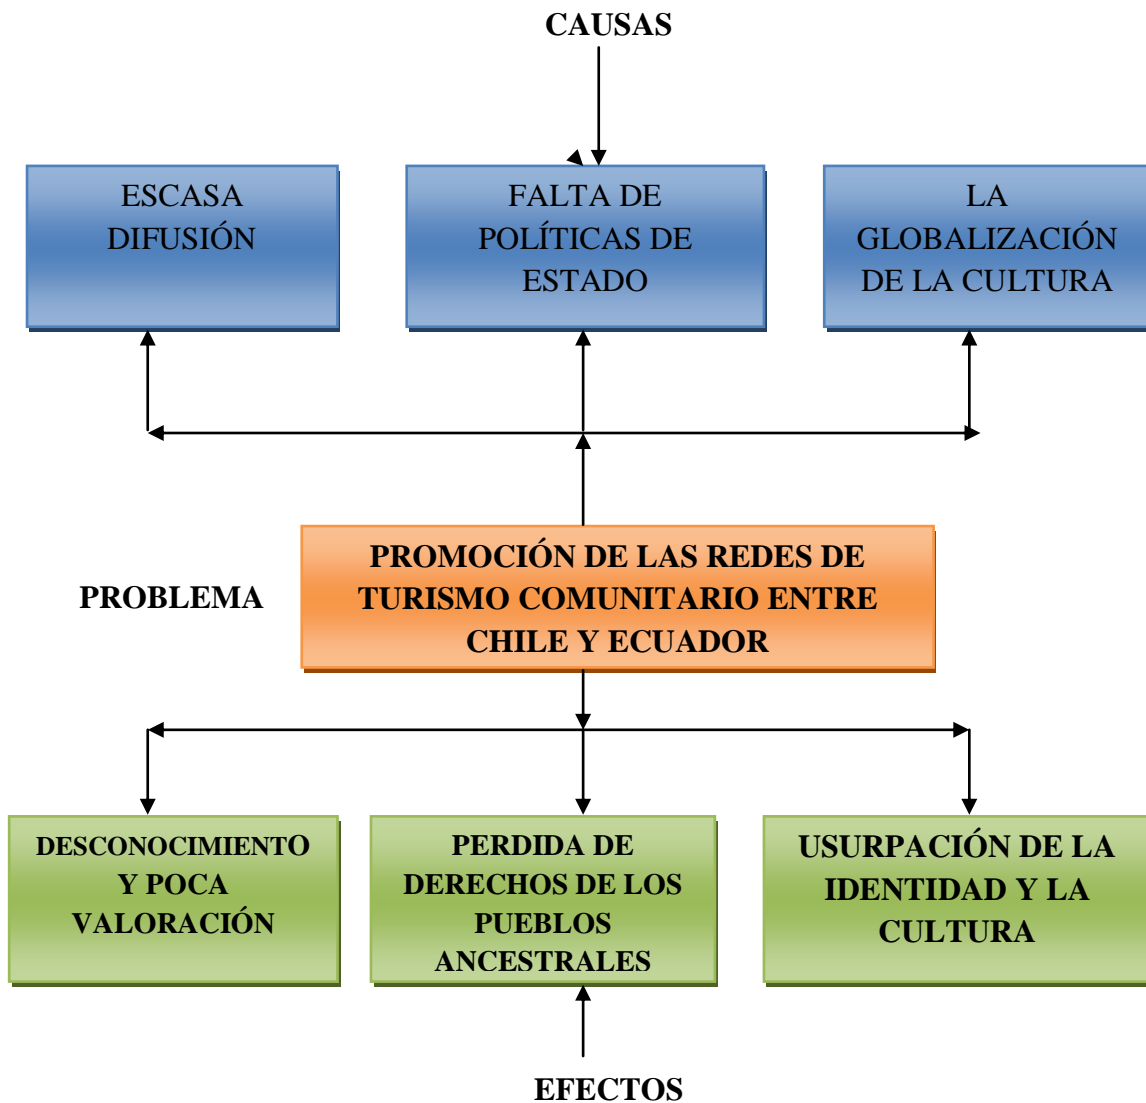 CAUSAS
ESCASA
DIFUSIÓN
FALTA DE
POLÍTICAS DE
ESTADO
LA
GLOBALIZACIÓN
DE LA CULTURA
PROBLEMA
PROMOCIÓN DE LAS REDES DE
TURISMO COMUNITARIO ENTRE
CHILE Y ECUADOR
DESCONOCIMIENTO
Y POCA
VALORACIÓN
PERDIDA DE
DERECHOS DE LOS
PUEBLOS
ANCESTRALES
USURPACIÓN DE LA
IDENTIDAD Y LA
CULTURA
EFECTOS